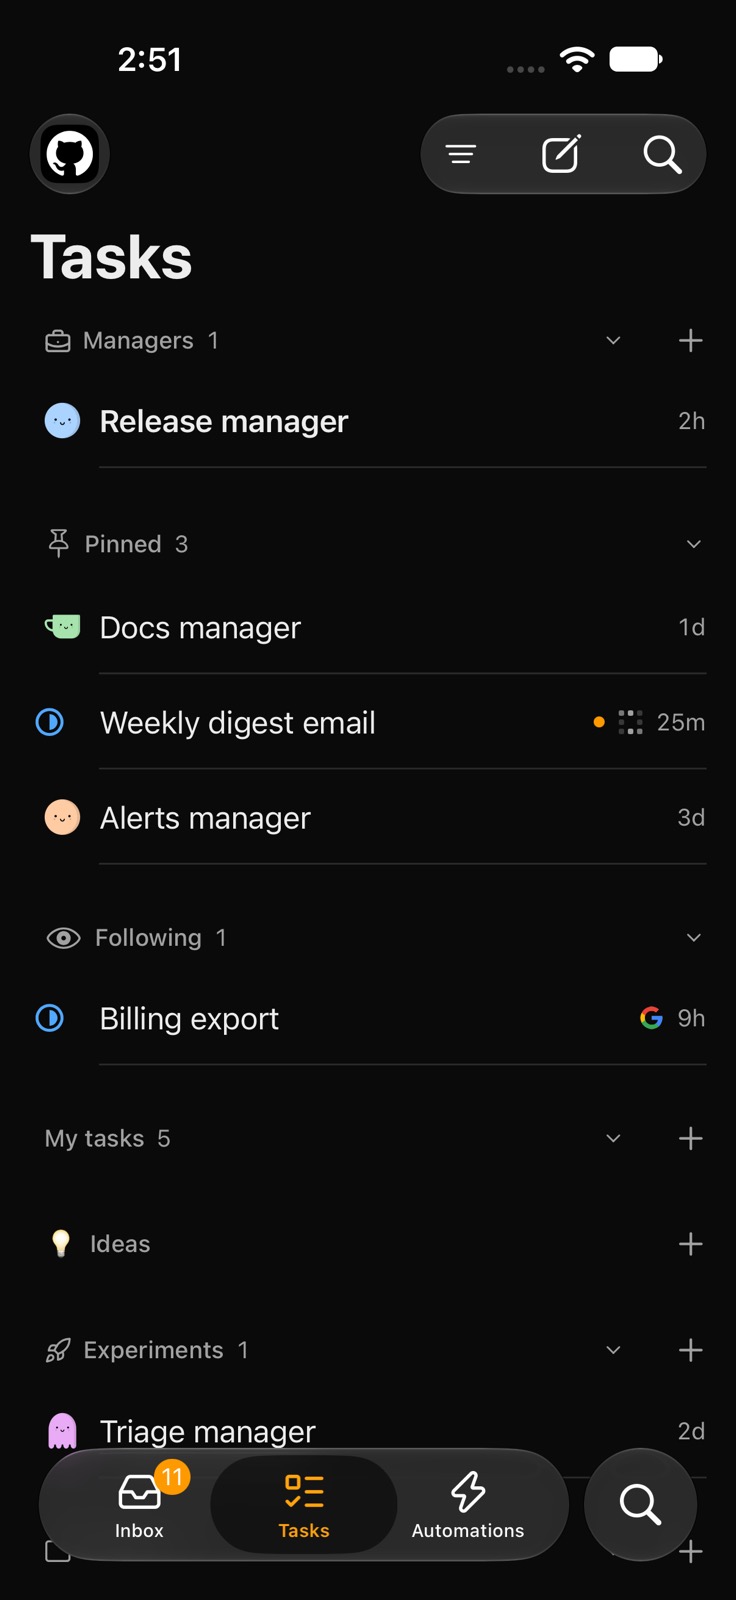 2:51
Tasks
Managers 1
Release manager 2h
Pinned 3
Docs manager 1d
Weekly digest email 25m
Alerts manager 3d
Following 1
Billing export G 9h
My tasks 5
Ideas
Experiments 1
Triage manager 2d
11
Inbox Tasks Automations